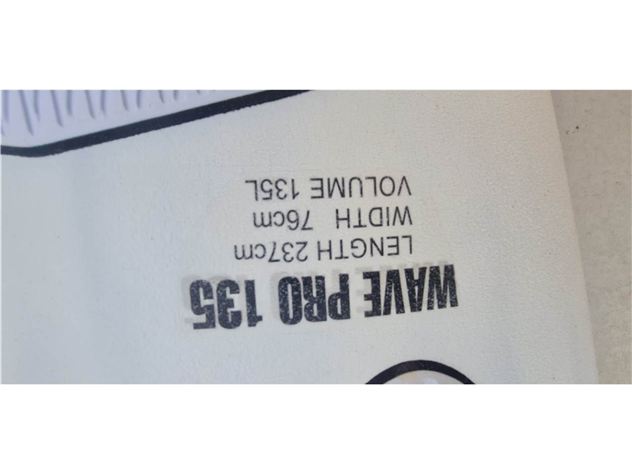 WAVE PRO 135
LENGTH 237cm
WIDTH 76cm
VOLUME 135L